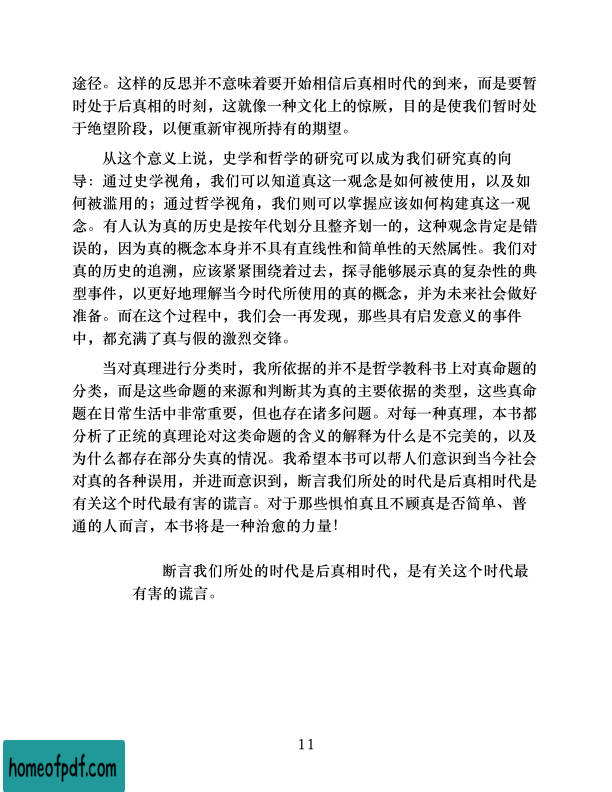 途径。这样的反思并不意味着要开始相信后真相时代的到来，而是要暂
时处于后真相的时刻，这就像一种文化上的惊厥，目的是使我们暂时处
于绝望阶段，以便重新审视所持有的期望。
从这个意义上说，史学和哲学的研究可以成为我们研究真的向
导：通过史学视角，我们可以知道真这一观念是如何被使用，以及如
何被滥用的；通过哲学视角，我们则可以掌握应该如何构建真这一观
念。有人认为真的历史是按年代划分且整齐划一的，这种观念肯定是错
误的，因为真的概念本身并不具有直线性和简单性的天然属性。我们对
真的历史的追溯，应该紧紧围绕着过去，探寻能够展示真的复杂性的典
型事件，以更好地理解当今时代所使用的真的概念，并为未来社会做好
准备。而在这个过程中，我们会一再发现，那些具有启发意义的事件
中，都充满了真与假的激烈交锋。
当对真理进行分类时，我所依据的并不是哲学教科书上对真命题的
分类，而是这些命题的来源和判断其为真的主要依据的类型，这些真命
题在日常生活中非常重要，但也存在诸多问题。对每一种真理，本书都
分析了正统的真理论对这类命题的含义的解释为什么是不完美的，以及
为什么都存在部分失真的情况。我希望本书可以帮人们意识到当今社会
对真的各种误用，并进而意识到，断言我们所处的时代是后真相时代是
有关这个时代最有害的谎言。对于那些惧怕真且不顾真是否简单、普
通的人而言，本书将是一种治愈的力量！
断言我们所处的时代是后真相时代，是有关这个时代最
有害的谎言。
11
homeofpdf.com